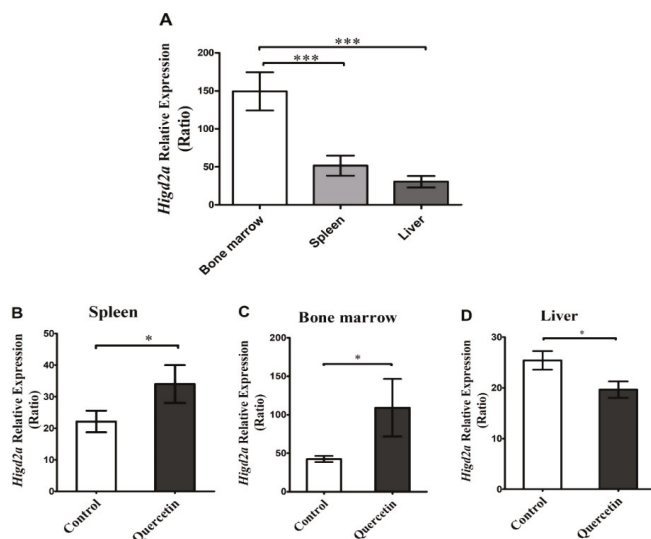 A
***
***
Higd2a Relative Expression
(Ratio)
200
150
100
50
0
Bone marrow
Spleen
Liver
B
Spleen
*
Higd2a Relative Expression
(Ratio)
50
40
30
20
10
0
Control
Quercetin
C
Bone marrow
*
Higd2a Relative Expression
(Ratio)
200
150
100
50
0
Control
Quercetin
D
Liver
*
Higd2a Relative Expression
(Ratio)
30
20
10
0
Control
Quercetin